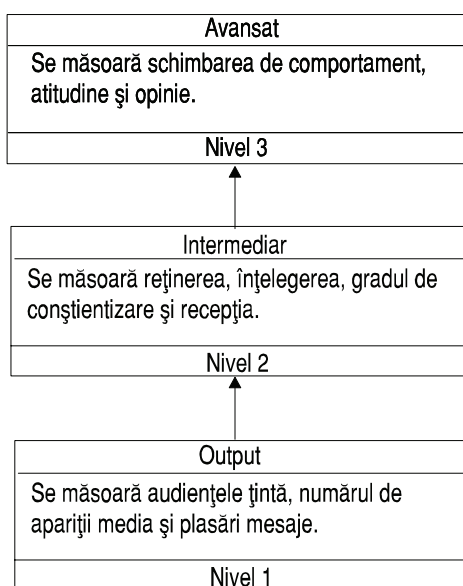 Avansat
Se măsoară schimbarea de comportament,
atitudine şi opinie.
Nivel 3
Intermediar
Se măsoară reţinerea, înţelegerea, gradul de
conştientizare şi recepţia.
Nivel 2
Output
Se măsoară audienţele ţintă, numărul de
apariţii media şi plasări mesaje.
Nivel 1